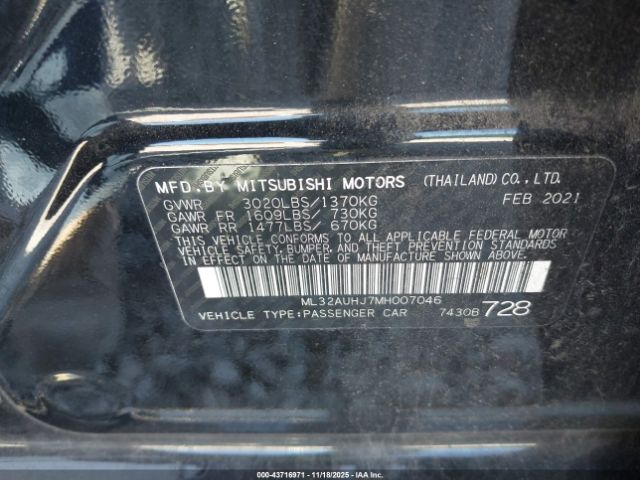 MFD. BY MITSUBISHI MOTORS (THAILAND) CO., LTD.
GVWR 3020LBS/1370KG FEB 2021
GAWR FR 1609LBS/ 730KG
GAWR RR 1477LBS/ 670KG
THIS VEHICLE CONFORMS TO ALL APPLICABLE FEDERAL MOTOR
VEHICLE SAFETY, BUMPER, AND THEFT PREVENTION STANDARDS
IN EFFECT ON THE DATE OF MANUFACTURE SHOWN ABOVE.
ML32AUHJ7MH007046
VEHICLE TYPE:PASSENGER CAR 7430B 728
000-43716971 - 11/18/2025 - IAAI Copart